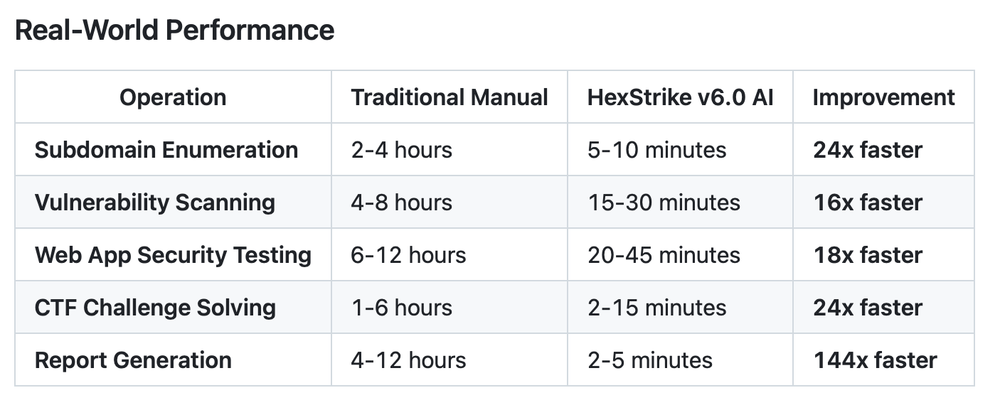 Real-World Performance
Operation Traditional Manual HexStrike v6.0 AI Improvement
Subdomain Enumeration 2-4 hours 5-10 minutes 24x faster
Vulnerability Scanning 4-8 hours 15-30 minutes 16x faster
Web App Security Testing 6-12 hours 20-45 minutes 18x faster
CTF Challenge Solving 1-6 hours 2-15 minutes 24x faster
Report Generation 4-12 hours 2-5 minutes 144x faster